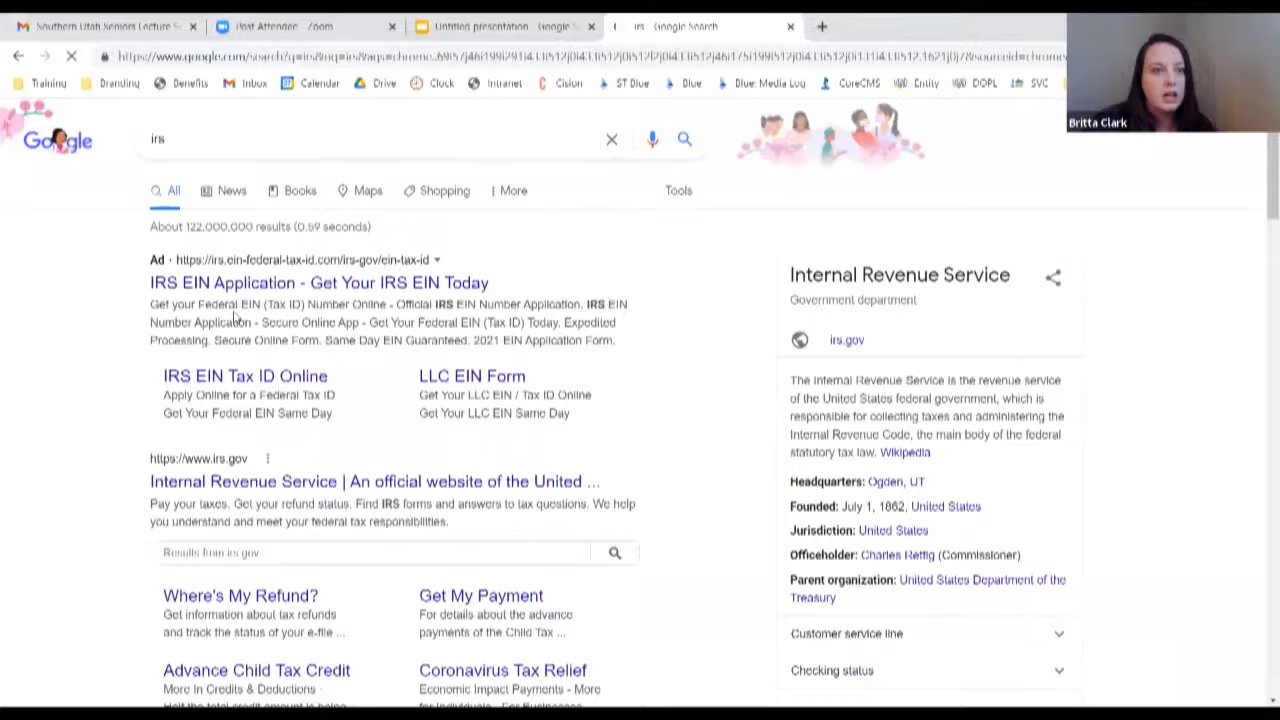 Southern Utah Seniors Lecture S
Post Attendee Zoom
Untitled presentation Google S
irs Google Search
Training
Branding
Benefits
Inbox
Calendar
Drive
Clock
Intranet
Cision
ST Blue
Blue
Blue: Media Log
CoreCMS
Entity
DOPL
SVC
Britta Clark
Google
irs
All
News
Books
Maps
Shopping
More
Tools
About 122,000,000 results (0.59 seconds)
Ad · https://irs.ein-federal-tax-id.com/irs-gov/ein-tax-id
IRS EIN Application - Get Your IRS EIN Today
Get your Federal EIN (Tax ID) Number Online - Official IRS EIN Number Application. IRS EIN
Number Application - Secure Online App - Get Your Federal EIN (Tax ID) Today. Expedited
Processing. Secure Online Form. Same Day EIN Guaranteed. 2021 EIN Application Form.
IRS EIN Tax ID Online
Apply Online for a Federal Tax ID
Get Your Federal EIN Same Day
LLC EIN Form
Get Your LLC EIN / Tax ID Online
Get Your LLC EIN Same Day
https://www.irs.gov
Internal Revenue Service | An official website of the United ...
Pay your taxes. Get your refund status. Find IRS forms and answers to tax questions. We help
you understand and meet your federal tax responsibilities.
Results from irs.gov
Where's My Refund?
Get information about tax refunds
and track the status of your e-file ...
Get My Payment
For details about the advance
payments of the Child Tax ...
Advance Child Tax Credit
More In Credits & Deductions ·
Half the total credit amount is being
Coronavirus Tax Relief
Economic Impact Payments - More
for Individuals
Internal Revenue Service
Government department
irs.gov
The Internal Revenue Service is the revenue service
of the United States federal government, which is
responsible for collecting taxes and administering the
Internal Revenue Code, the main body of the federal
statutory tax law. Wikipedia
Headquarters: Ogden, UT
Founded: July 1, 1862, United States
Jurisdiction: United States
Officeholder: Charles Rettig (Commissioner)
Parent organization: United States Department of the
Treasury
Customer service line
Checking status